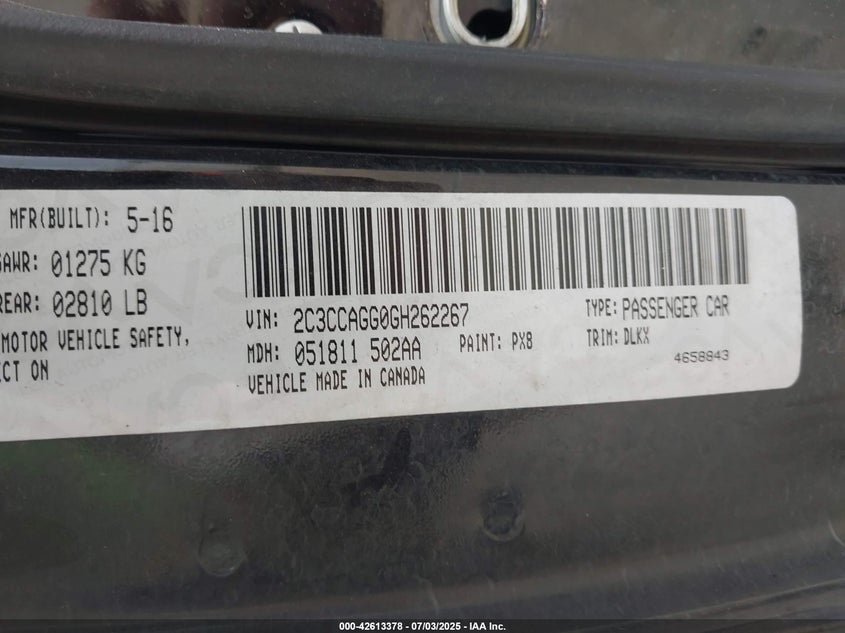 MFR(BUILT): 5-16
GAWR: 01275 KG
REAR: 02810 LB
MOTOR VEHICLE SAFETY,
ECT ON
VIN: 2C3CCAGG0GH262267
TYPE: PASSENGER CAR
MDH: 051811 502AA
PAINT: PX8
TRIM: DLKX
VEHICLE MADE IN CANADA
4658843
000-42613378 - 07/03/2025 - IAA Inc.